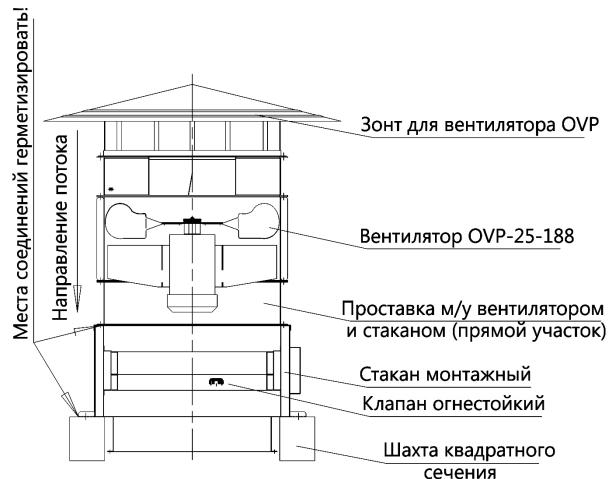 Места соединений герметизировать!
Направление потока
Зонт для вентилятора OVP
Вентилятор OVP-25-188
Проставка м/у вентилятором
и стаканом (прямой участок)
Стакан монтажный
Клапан огнестойкий
Шахта квадратного
сечения